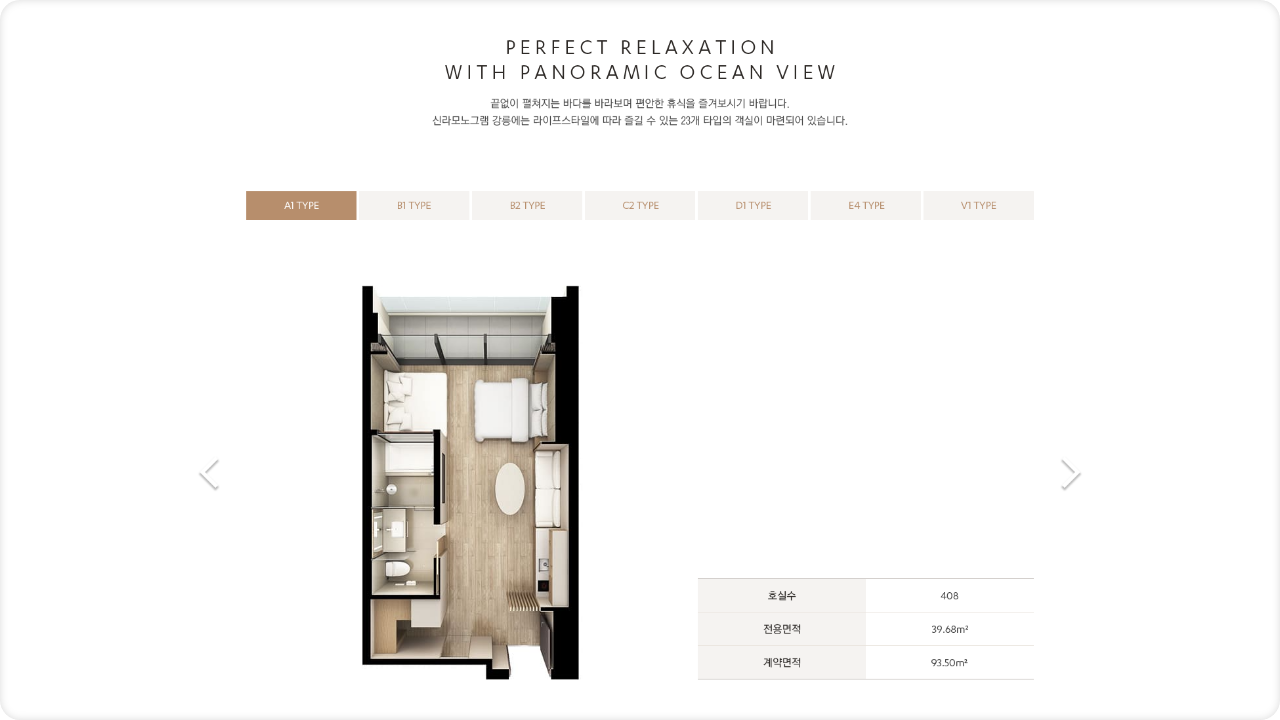 PERFECT RELAXATION
WITH PANORAMIC OCEAN VIEW
끝없이 펼쳐지는 바다를 바라보며 편안한 휴식을 즐겨보시기 바랍니다.
신라모노그램 강릉에는 라이프스타일에 따라 즐길 수 있는 23개 타입의 객실이 마련되어 있습니다.
A1 TYPE
B1 TYPE
B2 TYPE
C2 TYPE
D1 TYPE
E4 TYPE
V1 TYPE
호실수 408
전용면적 39.68m²
계약면적 93.50m²